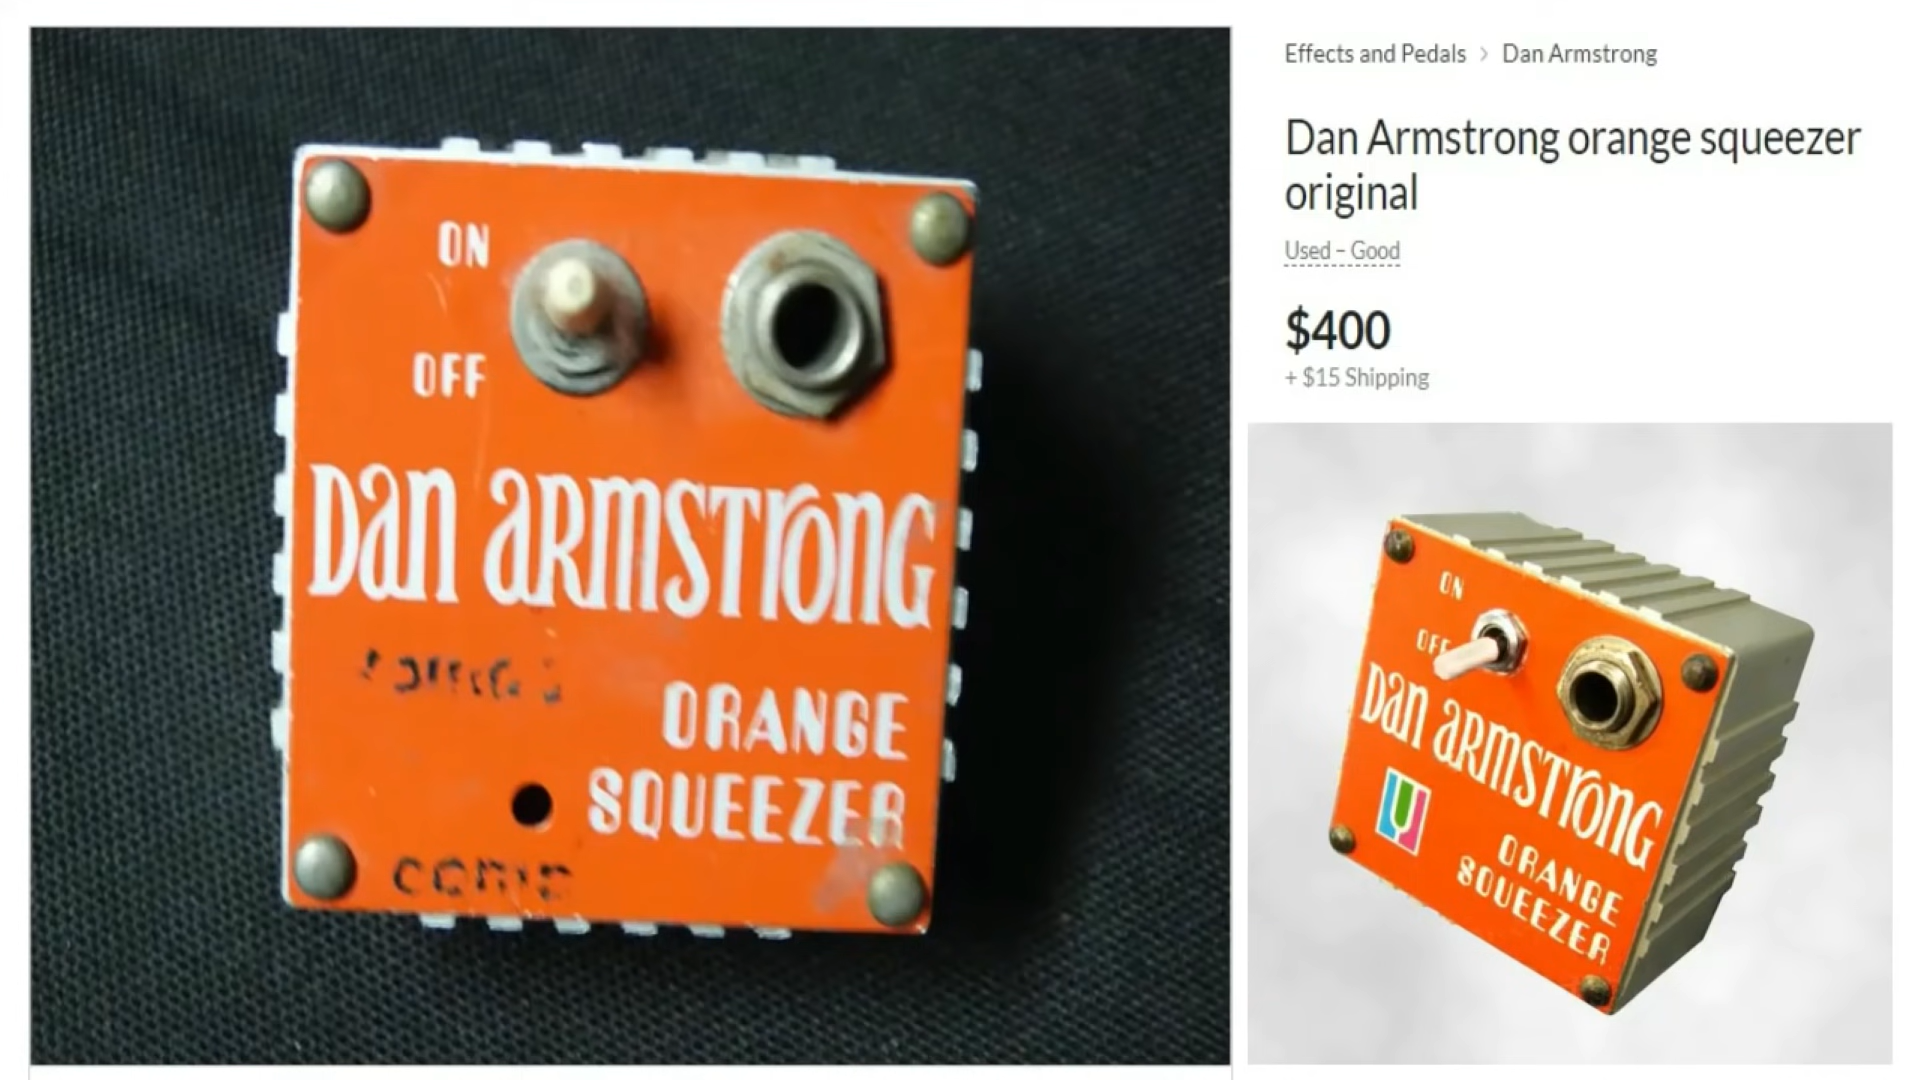 Effects and Pedals > Dan Armstrong
Dan Armstrong orange squeezer
original
Used – Good
$400
+ $15 Shipping
ON
OFF
Dan ARMSTRONG
ORANGE
SQUEEZER
comp
ON
OFF
Dan ARMSTRONG
ORANGE
SQUEEZER